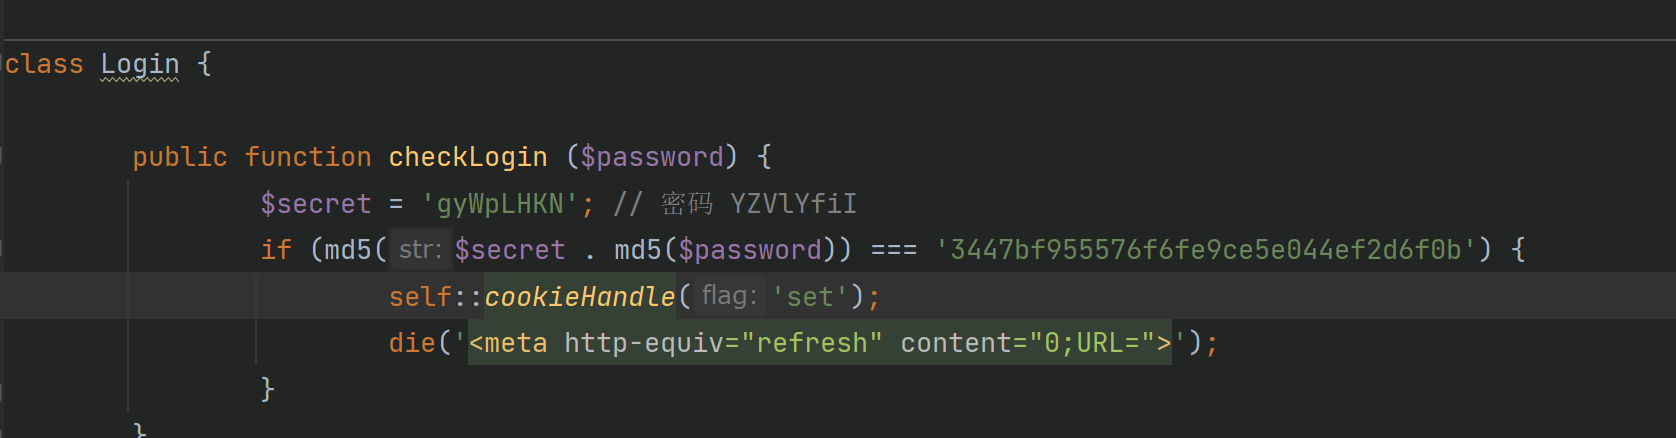 class Login {
public function checkLogin ($password) {
$secret = 'gyWpLHKN'; // 密码 YZVlYfiI
if (md5( str: $secret . md5($password)) === '3447bf955576f6fe9ce5e044ef2d6f0b') {
self::cookieHandle( flag: 'set');
die('<meta http-equiv="refresh" content="0;URL=">');
}
}